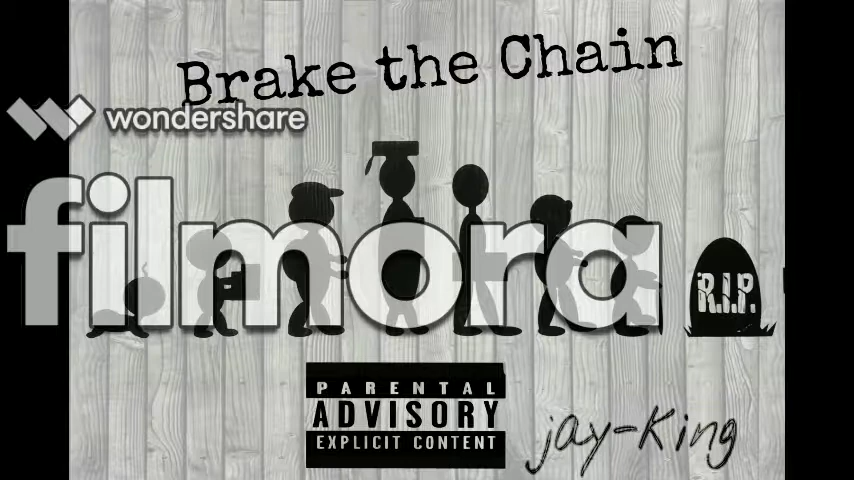 Brake the Chain
wondershare
filmora
R.I.P.
PARENTAL
ADVISORY
EXPLICIT CONTENT
jay-King